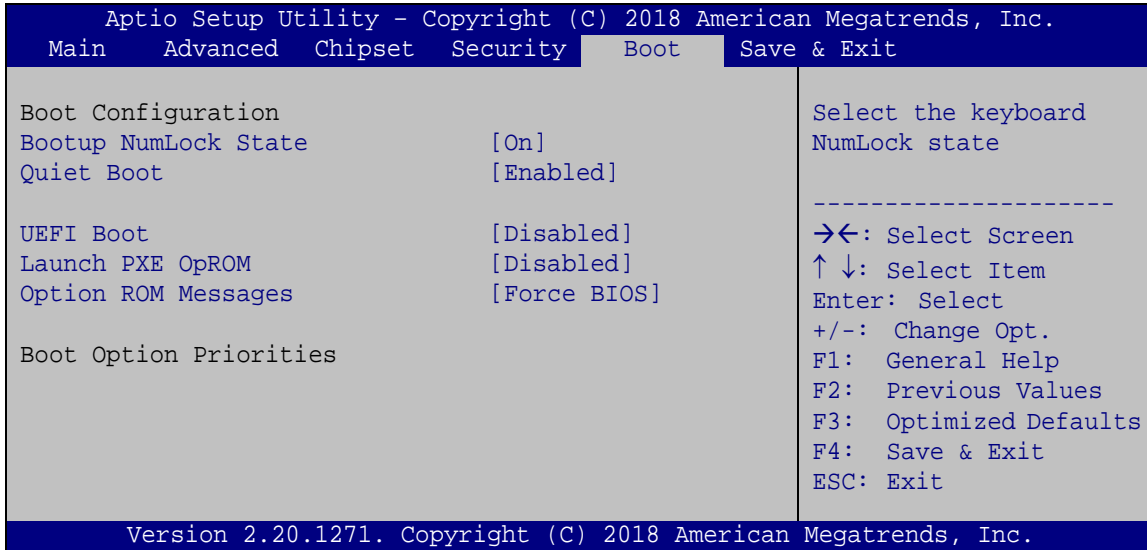 Aptio Setup Utility – Copyright (C) 2018 American Megatrends, Inc.
Main Advanced Chipset Security Boot Save & Exit
Boot Configuration
Bootup NumLock State [On]
Quiet Boot [Enabled]
UEFI Boot [Disabled]
Launch PXE OpROM [Disabled]
Option ROM Messages [Force BIOS]
Boot Option Priorities
Select the keyboard
NumLock state
---------------------
→←: Select Screen
↑ ↓: Select Item
Enter: Select
+/-: Change Opt.
F1: General Help
F2: Previous Values
F3: Optimized Defaults
F4: Save & Exit
ESC: Exit
Version 2.20.1271. Copyright (C) 2018 American Megatrends, Inc.